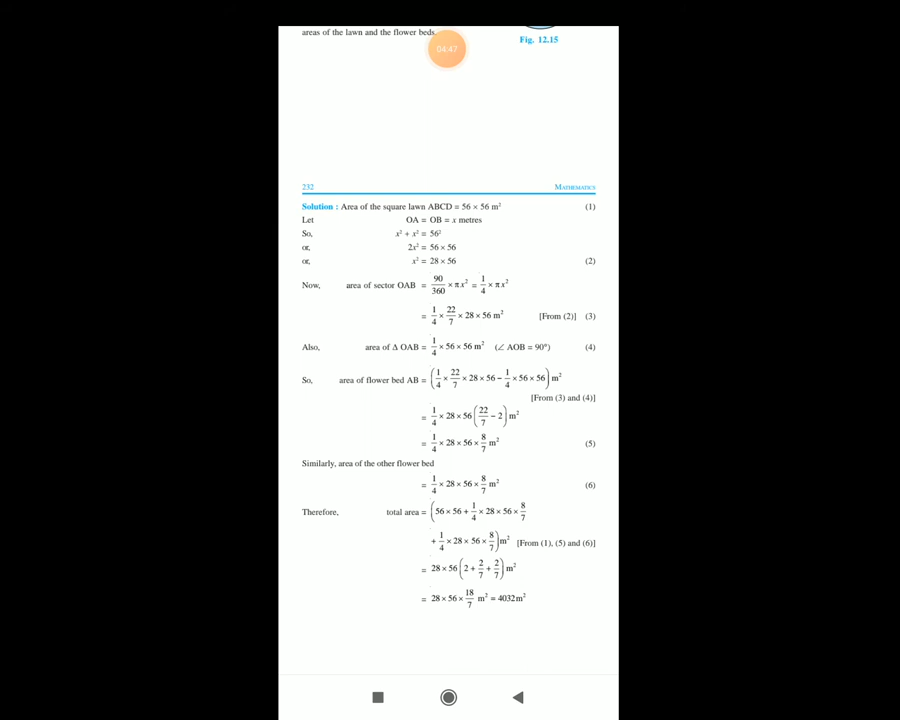 areas of the lawn and the flower beds.
Fig. 12.15
04:47
232 MATHEMATICS
Solution : Area of the square lawn ABCD = 56 × 56 m² (1)
Let OA = OB = x metres
So, x² + x² = 56²
or, 2x² = 56 × 56
or, x² = 28 × 56 (2)
Now, area of sector OAB = 90/360 × πx² = 1/4 × πx²
= 1/4 × 22/7 × 28 × 56 m² [From (2)] (3)
Also, area of Δ OAB = 1/4 × 56 × 56 m² (∠ AOB = 90°) (4)
So, area of flower bed AB = (1/4 × 22/7 × 28 × 56 − 1/4 × 56 × 56) m²
[From (3) and (4)]
= 1/4 × 28 × 56 (22/7 − 2) m²
= 1/4 × 28 × 56 × 8/7 m² (5)
Similarly, area of the other flower bed
= 1/4 × 28 × 56 × 8/7 m² (6)
Therefore, total area = (56 × 56 + 1/4 × 28 × 56 × 8/7
+ 1/4 × 28 × 56 × 8/7) m² [From (1), (5) and (6)]
= 28 × 56 (2 + 2/7 + 2/7) m²
= 28 × 56 × 18/7 m² = 4032 m²